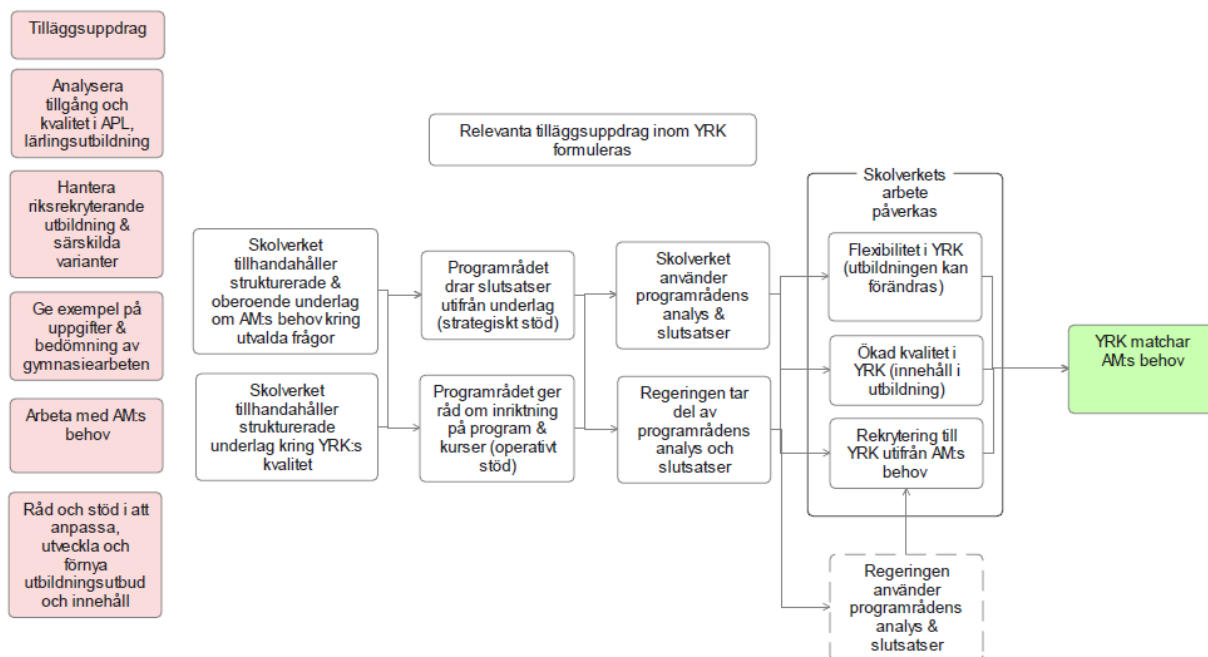 Tilläggsuppdrag
Analysera
tillgång och
kvalitet i APL,
lärlingsutbildning
Hantera
riksrekryterande
utbildning &
särskilda
varianter
Ge exempel på
uppgifter &
bedömning av
gymnasiearbeten
Arbeta med AM:s
behov
Råd och stöd i att
anpassa,
utveckla och
förnya
utbildningsutbud
och innehåll
Relevanta tilläggsuppdrag inom YRK
formuleras
Skolverket
tillhandahåller
strukturerade &
oberoende underlag
om AM:s behov kring
utvalda frågor
Skolverket
tillhandahåller
strukturerade
underlag kring YRK:s
kvalitet
Programrådet
drar slutsatser
utifrån underlag
(strategiskt stöd)
Programrådet ger
råd om inriktning
på program &
kurser (operativt
stöd)
Skolverket
använder
programrådens
analys &
slutsatser
Regeringen tar
del av
programrådens
analys och
slutsatser
Skolverkets
arbete
påverkas
Flexibilitet i YRK
(utbildningen kan
förändras)
Ökad kvalitet i
YRK (innehåll i
utbildning)
Rekrytering till
YRK utifrån AM:s
behov
Regeringen
använder
programrådens
analys &
slutsatser
YRK matchar
AM:s behov